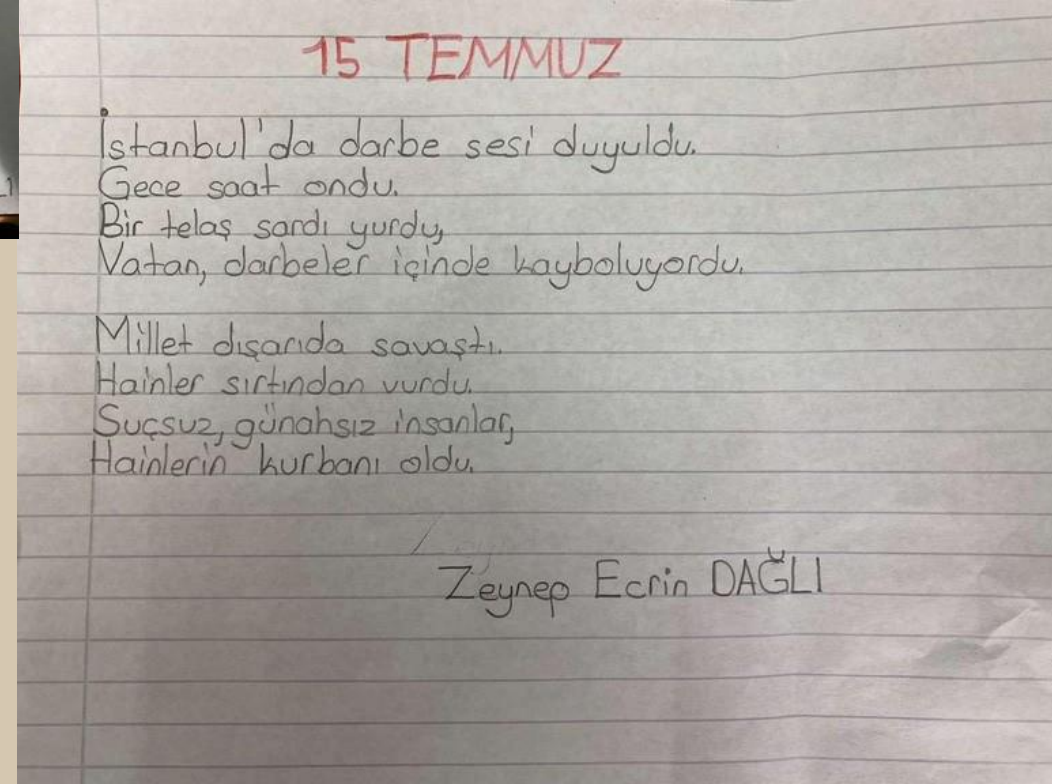 15 TEMMUZ
İstanbul'da darbe sesi duyuldu.
Gece saat ondu.
Bir telaş sardı yurdu,
Vatan, darbeler içinde kayboluyordu.
Millet dışarıda savaştı.
Hainler sırtından vurdu.
Suçsuz, günahsız insanlar,
Hainlerin kurbanı oldu.
Zeynep Ecrin DAĞLI